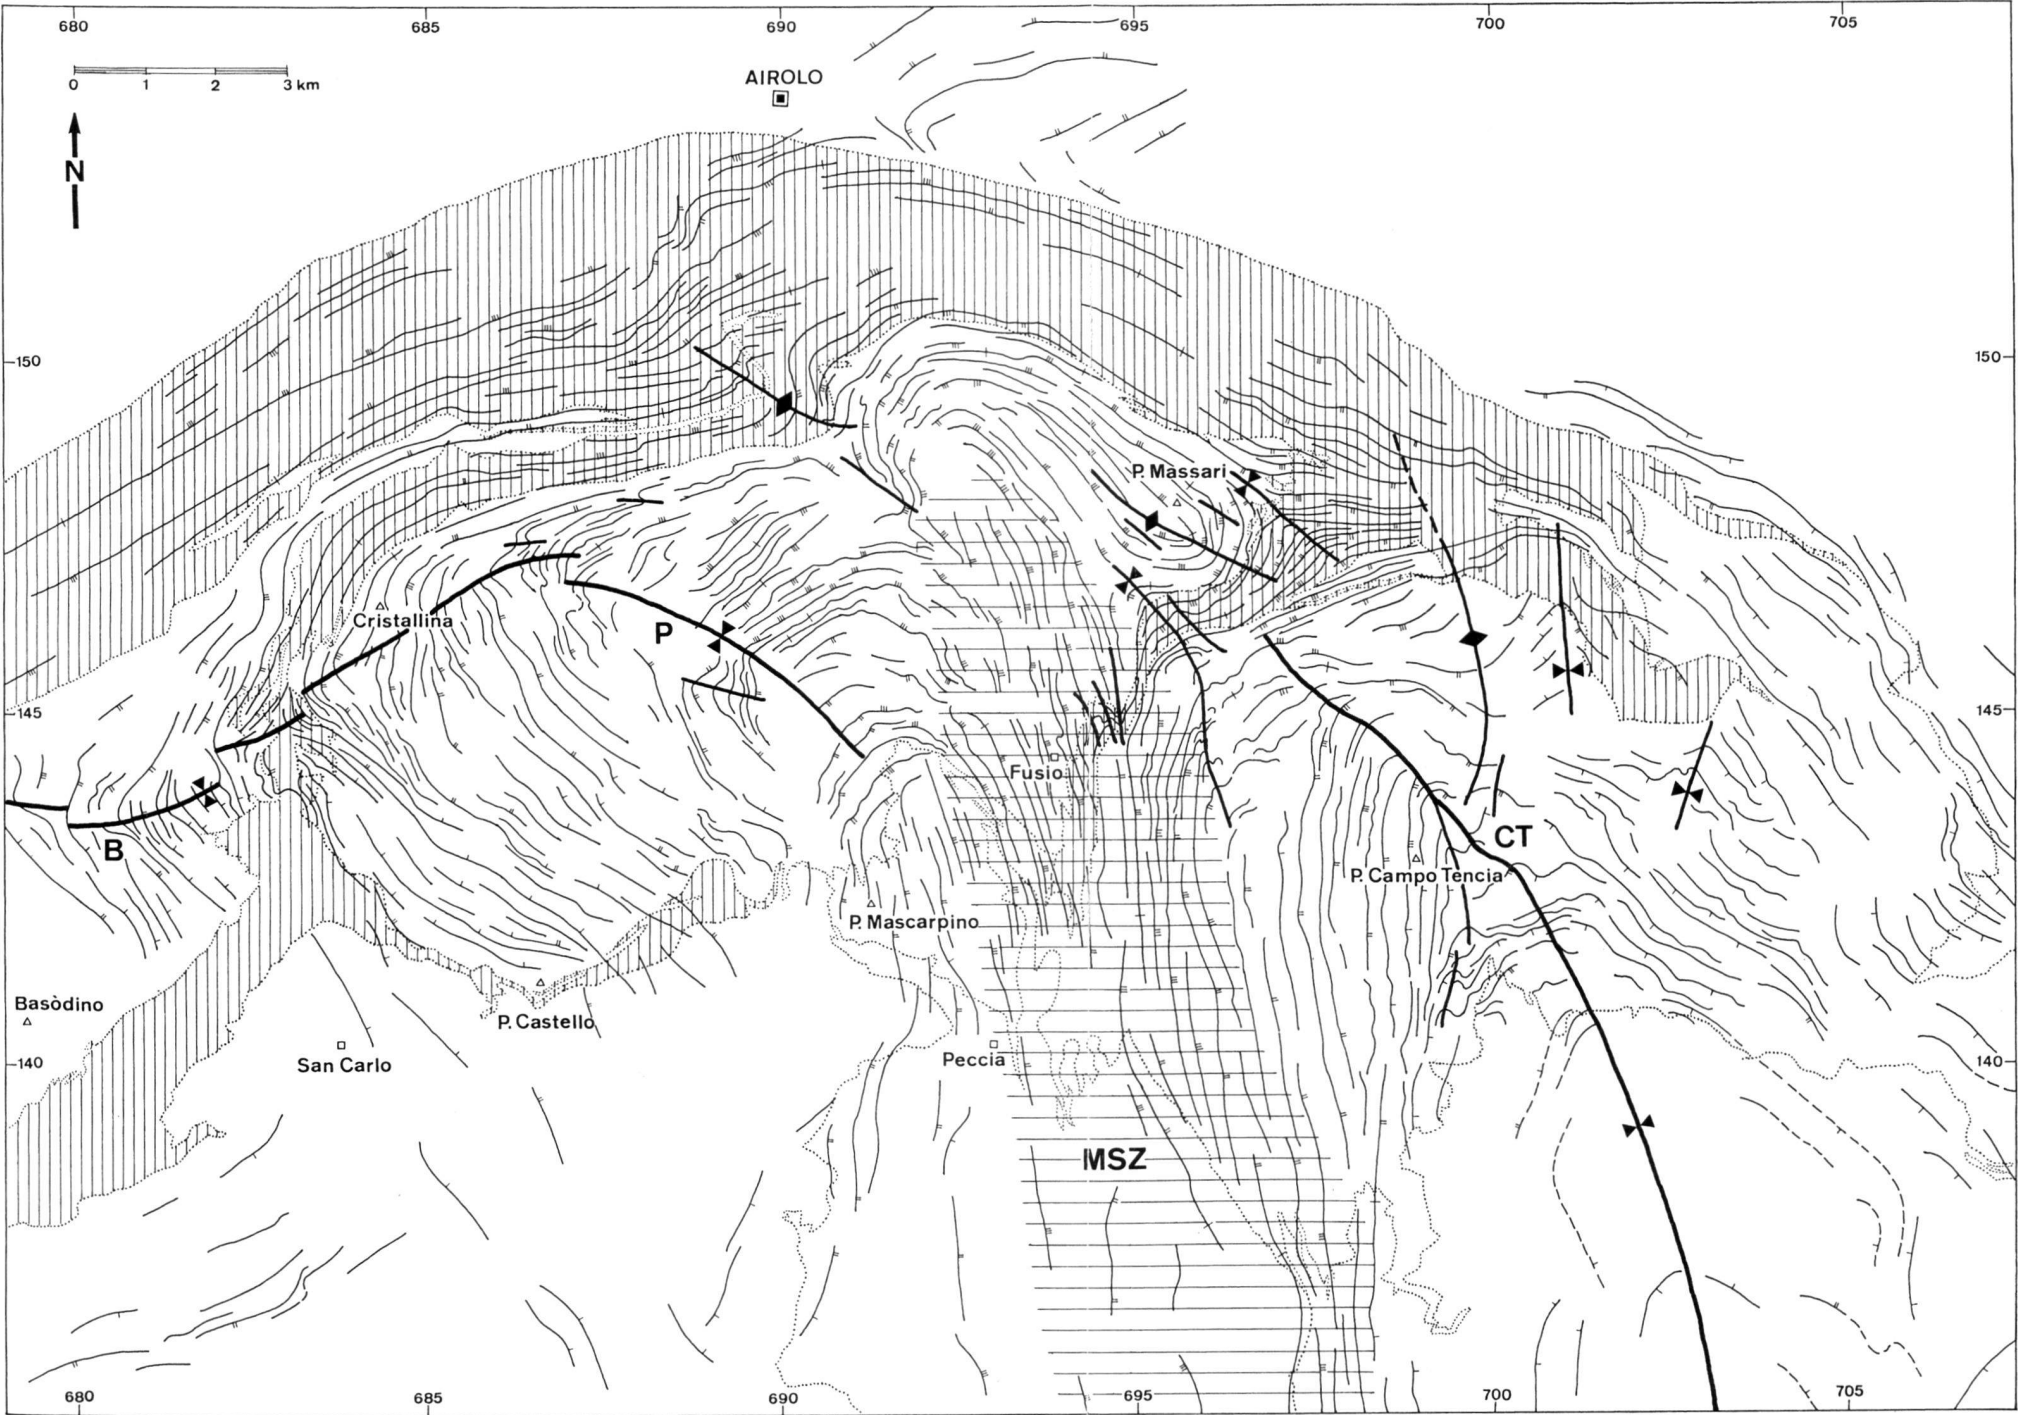 680 685 690 695 700 705
0 1 2 3 km
AIROLO
N
150 150
P. Massari
Cristallina
P
145 145
Fusio
B
CT
P. Campo Tencia
P. Mascarpino
Basòdino
P. Castello
San Carlo
Peccia
140 140
MSZ
680 685 690 695 700 705